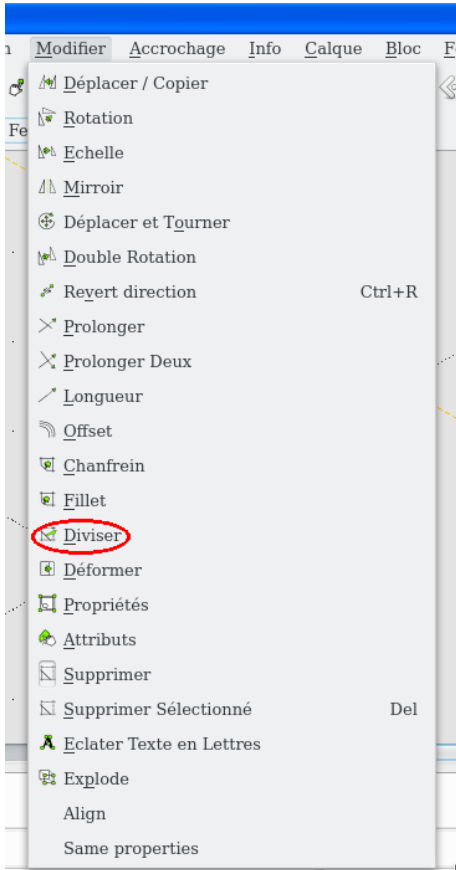 Modifier Accrochage Info Calque Bloc
Fe
Déplacer / Copier
Rotation
Echelle
Mirroir
Déplacer et Tourner
Double Rotation
Revert direction Ctrl+R
Prolonger
Prolonger Deux
Longueur
Offset
Chanfrein
Fillet
Diviser
Déformer
Propriétés
Attributs
Supprimer
Supprimer Sélectionné Del
Eclater Texte en Lettres
Explode
Align
Same properties